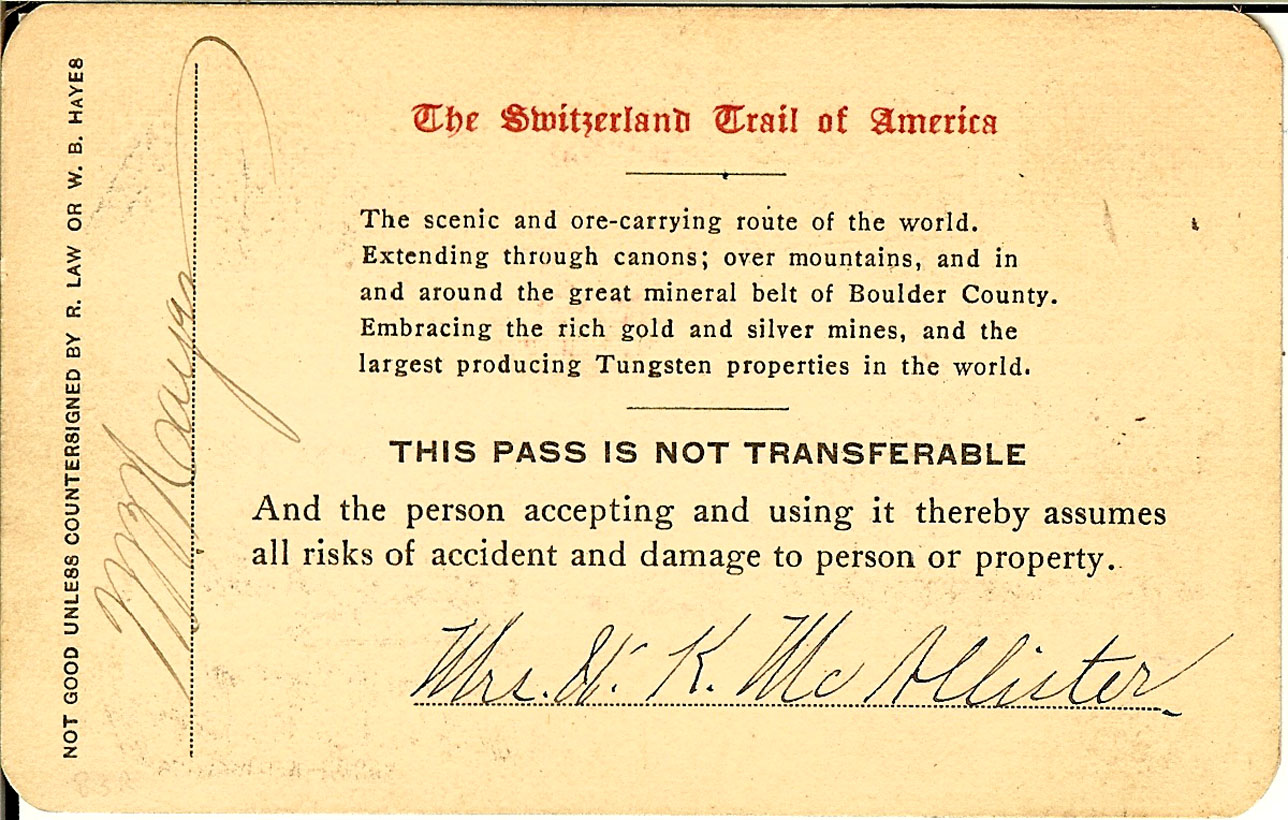 NOT GOOD UNLESS COUNTERSIGNED BY R. LAW OR W. B. HAYES
W B Hayes
The Switzerland Trail of America
The scenic and ore-carrying route of the world.
Extending through canons; over mountains, and in
and around the great mineral belt of Boulder County.
Embracing the rich gold and silver mines, and the
largest producing Tungsten properties in the world.
THIS PASS IS NOT TRANSFERABLE
And the person accepting and using it thereby assumes
all risks of accident and damage to person or property.
Mrs. W. K. McAllister